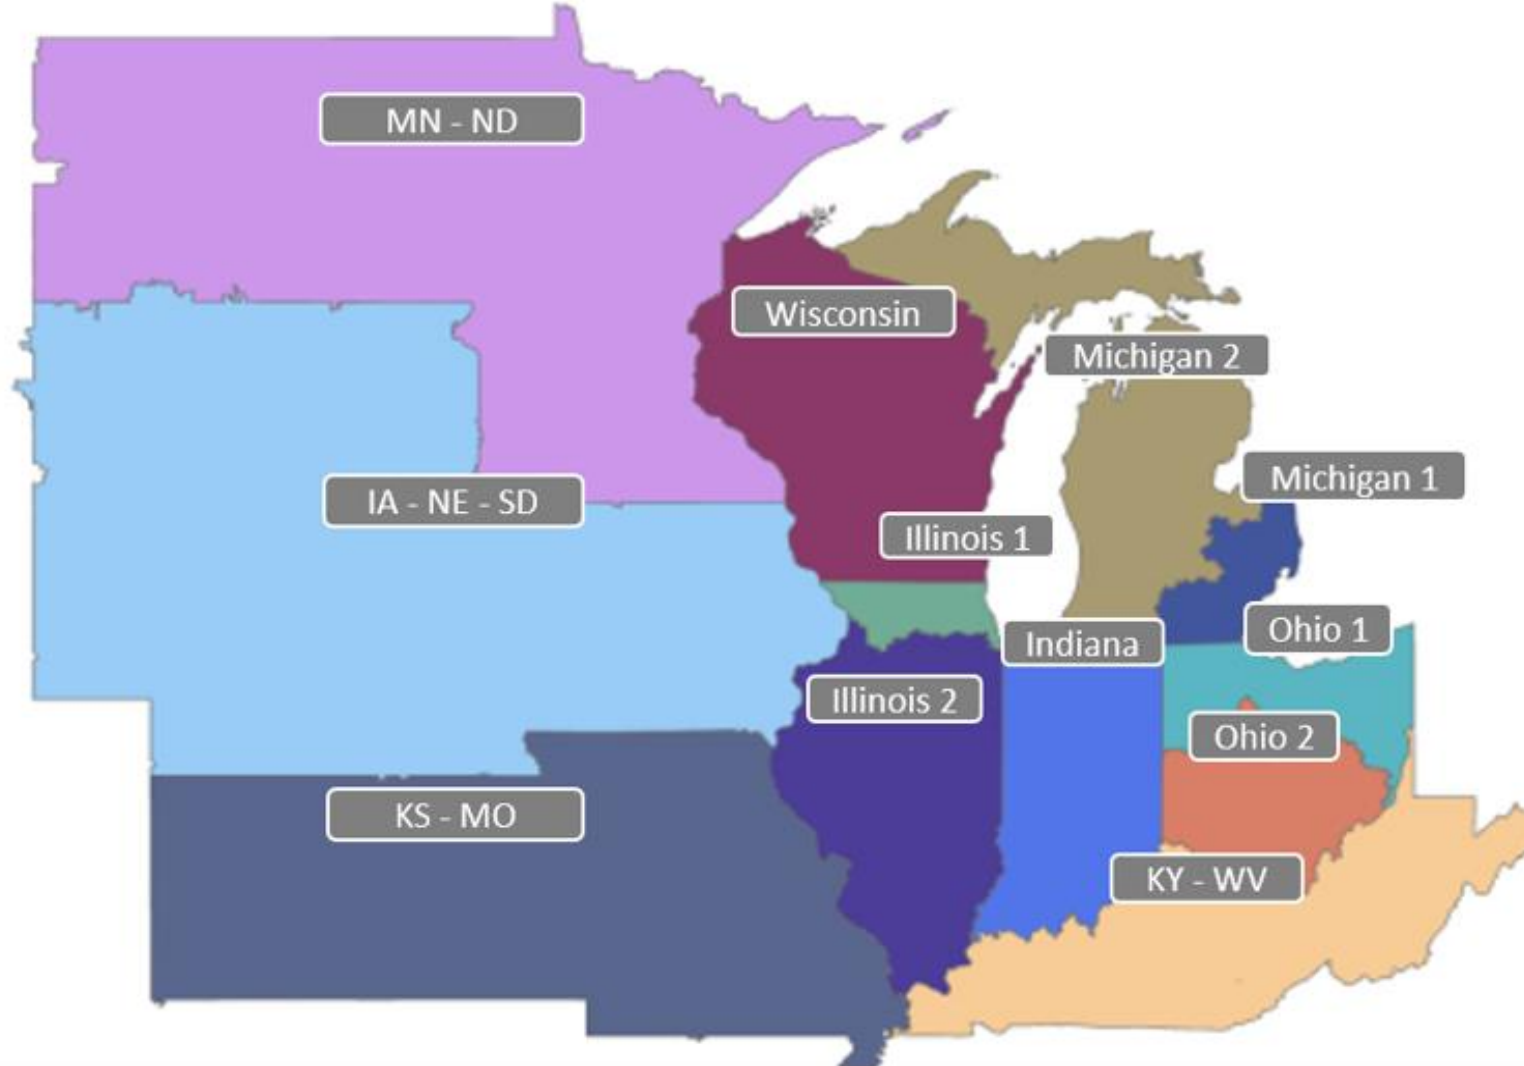 MN - ND
Wisconsin
Michigan 2
Michigan 1
IA - NE - SD
Illinois 1
Ohio 1
Indiana
Illinois 2
Ohio 2
KS - MO
KY - WV